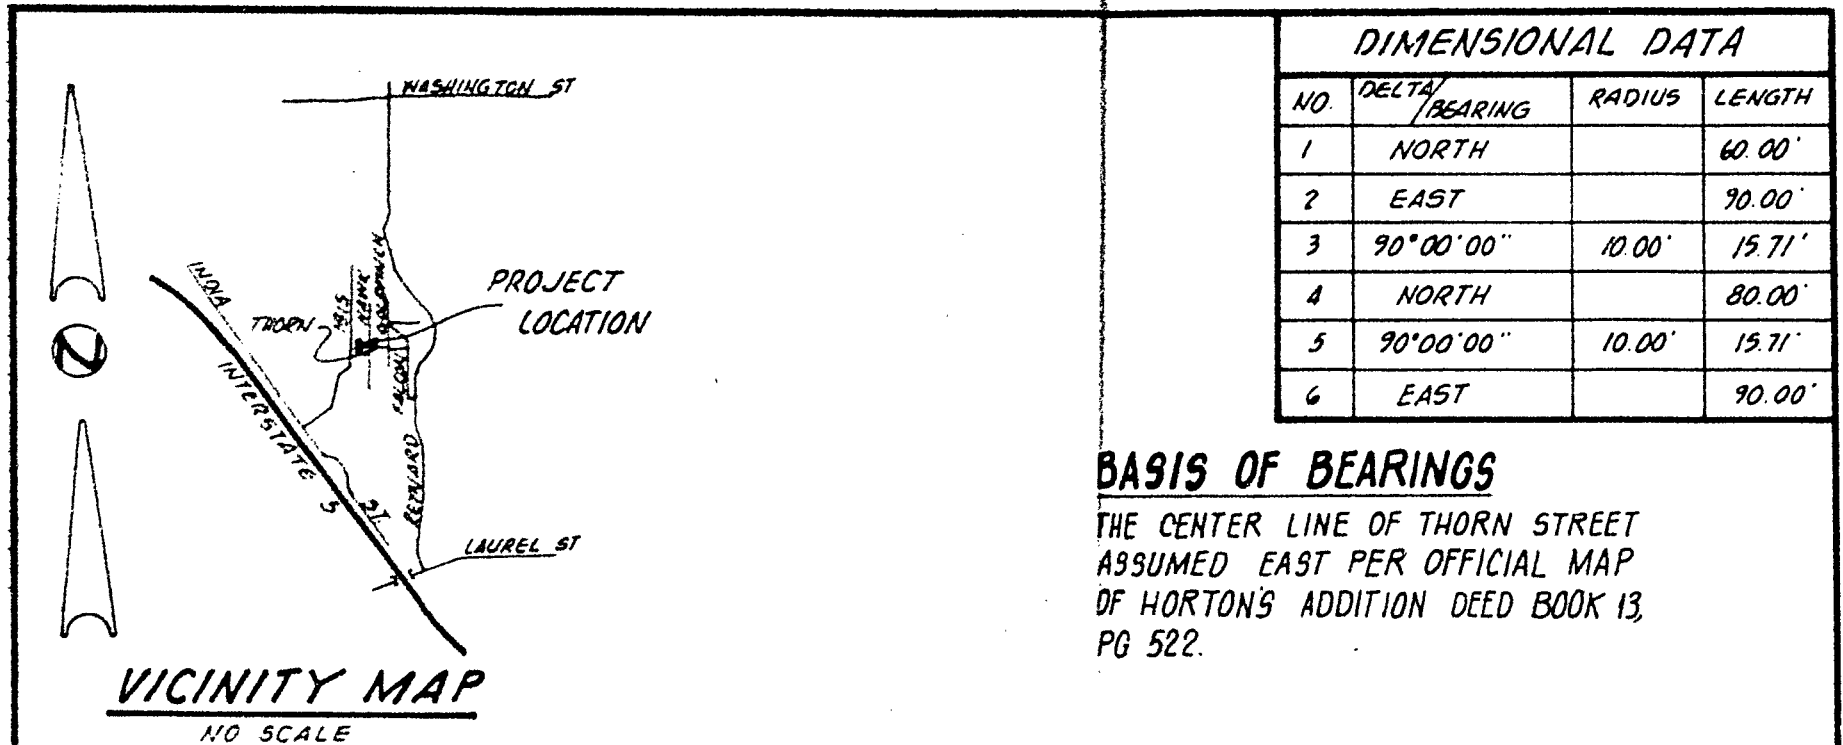 WASHINGTON ST
INDIA
THORN
IBIS
HAWK
PROJECT
LOCATION
INTERSTATE 5
ST.
REYNARD
LAUREL ST
VICINITY MAP
NO SCALE
DIMENSIONAL DATA
NO. DELTA/BEARING RADIUS LENGTH
1 NORTH 60.00'
2 EAST 90.00'
3 90°00'00" 10.00' 15.71'
4 NORTH 80.00'
5 90°00'00" 10.00' 15.71'
6 EAST 90.00'
BASIS OF BEARINGS
THE CENTER LINE OF THORN STREET
ASSUMED EAST PER OFFICIAL MAP
OF HORTON'S ADDITION DEED BOOK 13,
PG 522.